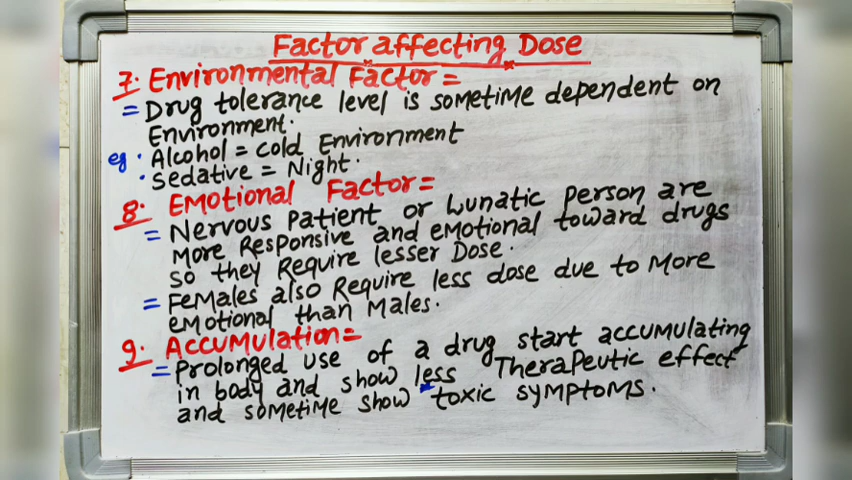 Factor affecting Dose
7. Environmental Factor =
= Drug tolerance level is sometime dependent on
Environment.
eg . Alcohol = cold Environment
. Sedative = Night.
8. Emotional Factor =
= Nervous patient or Lunatic person are
more Responsive and emotional toward drugs
so they Require lesser Dose.
= Females also Require less dose due to more
emotional than Males.
9. Accumulation =
= Prolonged use of a drug start accumulating
in body and show less Therapeutic effect
and sometime show toxic symptoms.